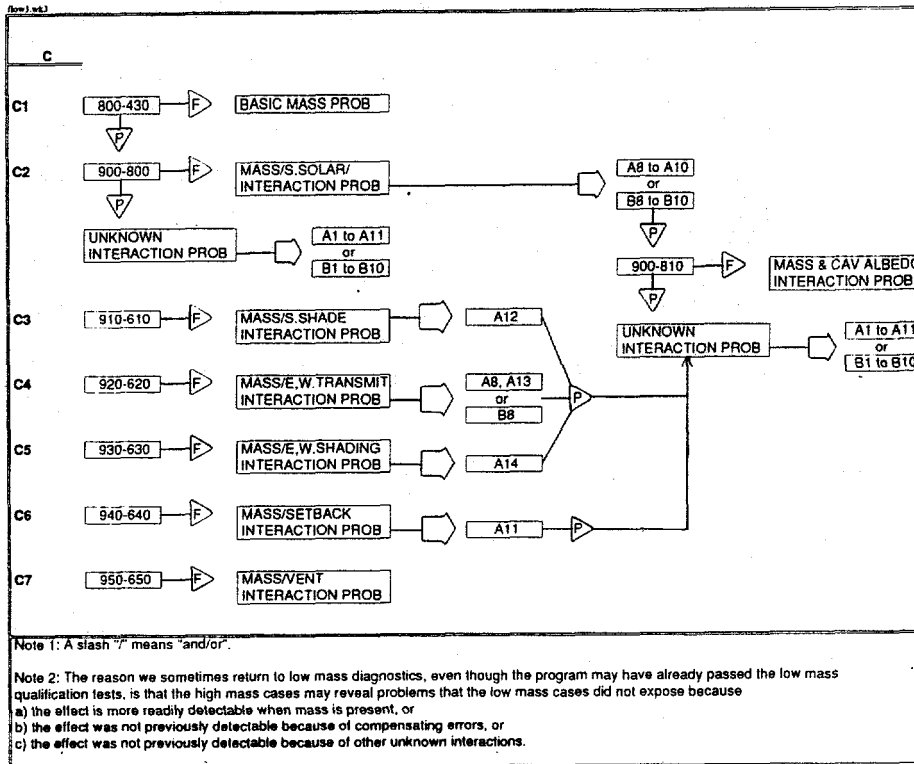 flow3.wk3
C
C1 800-430 F BASIC MASS PROB
P
C2 900-800 F MASS/S.SOLAR/
INTERACTION PROB
A8 to A10
or
B8 to B10
P
P
UNKNOWN
INTERACTION PROB
A1 to A11
or
B1 to B10
900-810 F MASS & CAV ALBEDO
INTERACTION PROB
P
C3 910-610 F MASS/S.SHADE
INTERACTION PROB
A12
UNKNOWN
INTERACTION PROB
A1 to A11
or
B1 to B10
C4 920-620 F MASS/E,W.TRANSMIT
INTERACTION PROB
A8, A13
or
B8
P
C5 930-630 F MASS/E,W.SHADING
INTERACTION PROB
A14
C6 940-640 F MASS/SETBACK
INTERACTION PROB
A11 P
C7 950-650 F MASS/VENT
INTERACTION PROB
Note 1: A slash "/" means "and/or".
Note 2: The reason we sometimes return to low mass diagnostics, even though the program may have already passed the low mass
qualification tests, is that the high mass cases may reveal problems that the low mass cases did not expose because
a) the effect is more readily detectable when mass is present, or
b) the effect was not previously detectable because of compensating errors, or
c) the effect was not previously detectable because of other unknown interactions.